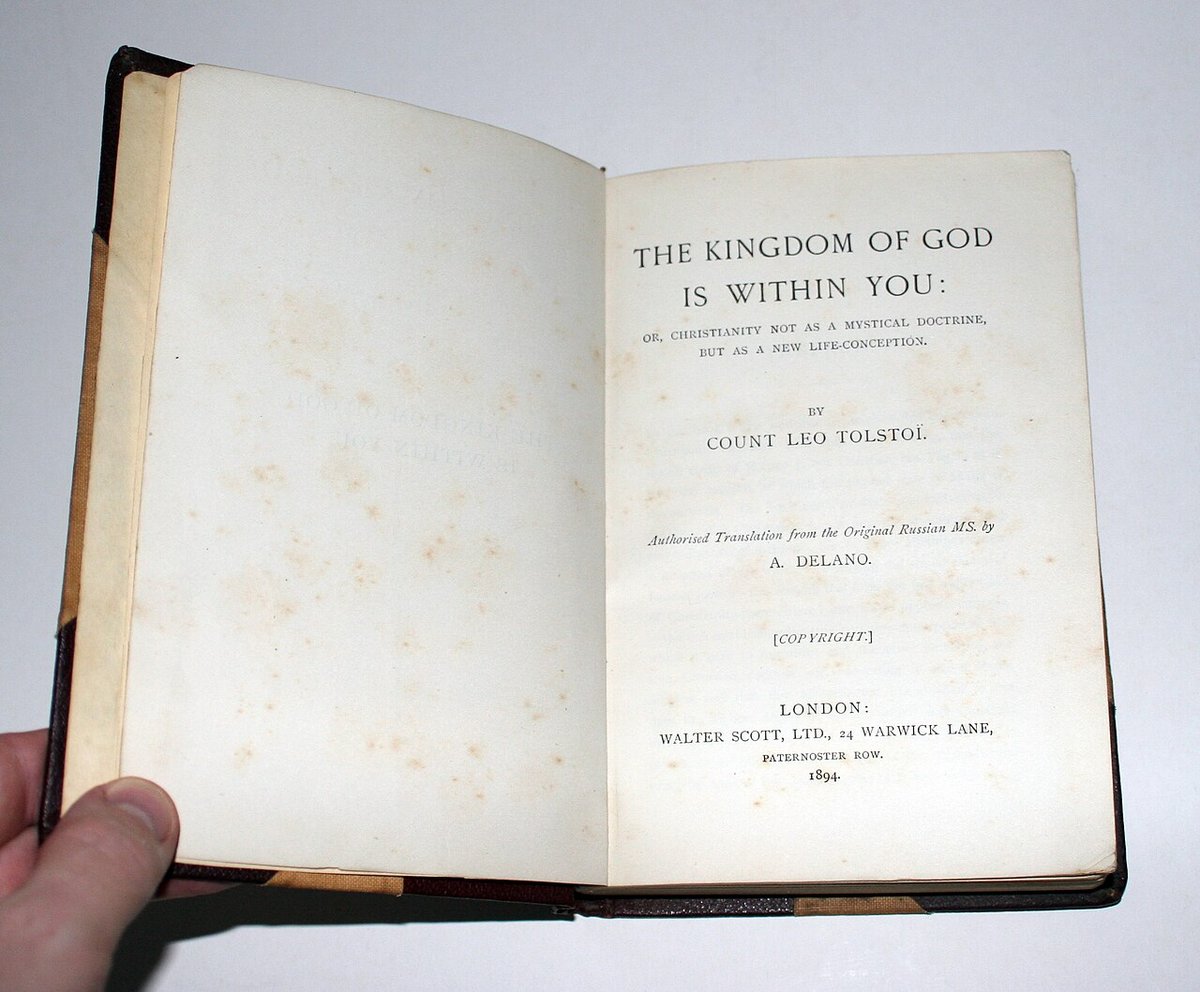 THE KINGDOM OF GOD
IS WITHIN YOU:
OR, CHRISTIANITY NOT AS A MYSTICAL DOCTRINE,
BUT AS A NEW LIFE-CONCEPTION.
BY
COUNT LEO TOLSTOÏ.
Authorised Translation from the Original Russian MS. by
A. DELANO.
[COPYRIGHT.]
LONDON:
WALTER SCOTT, LTD., 24 WARWICK LANE,
PATERNOSTER ROW.
1894.